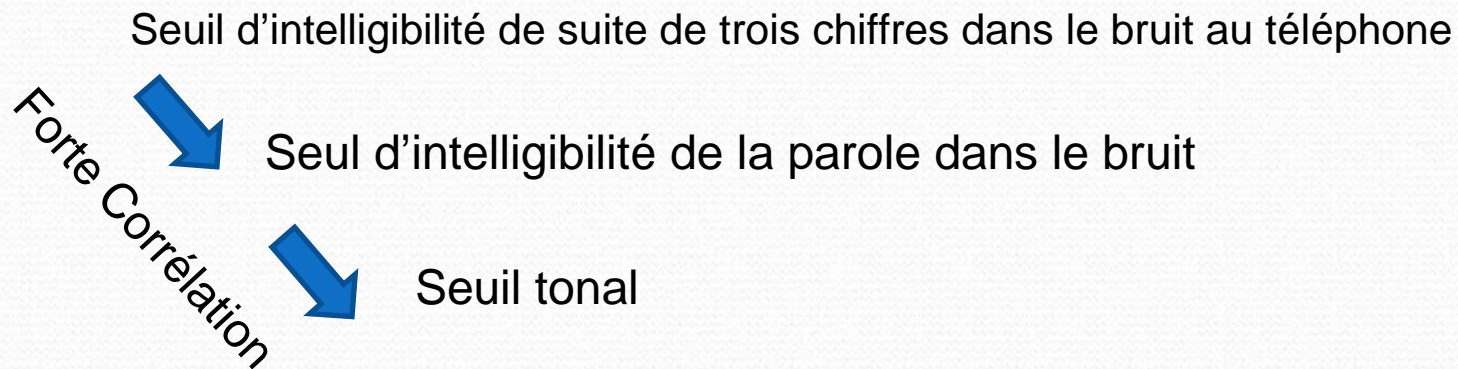 Seuil d’intelligibilité de suite de trois chiffres dans le bruit au téléphone
Forte Corrélation
Seul d’intelligibilité de la parole dans le bruit
Seuil tonal